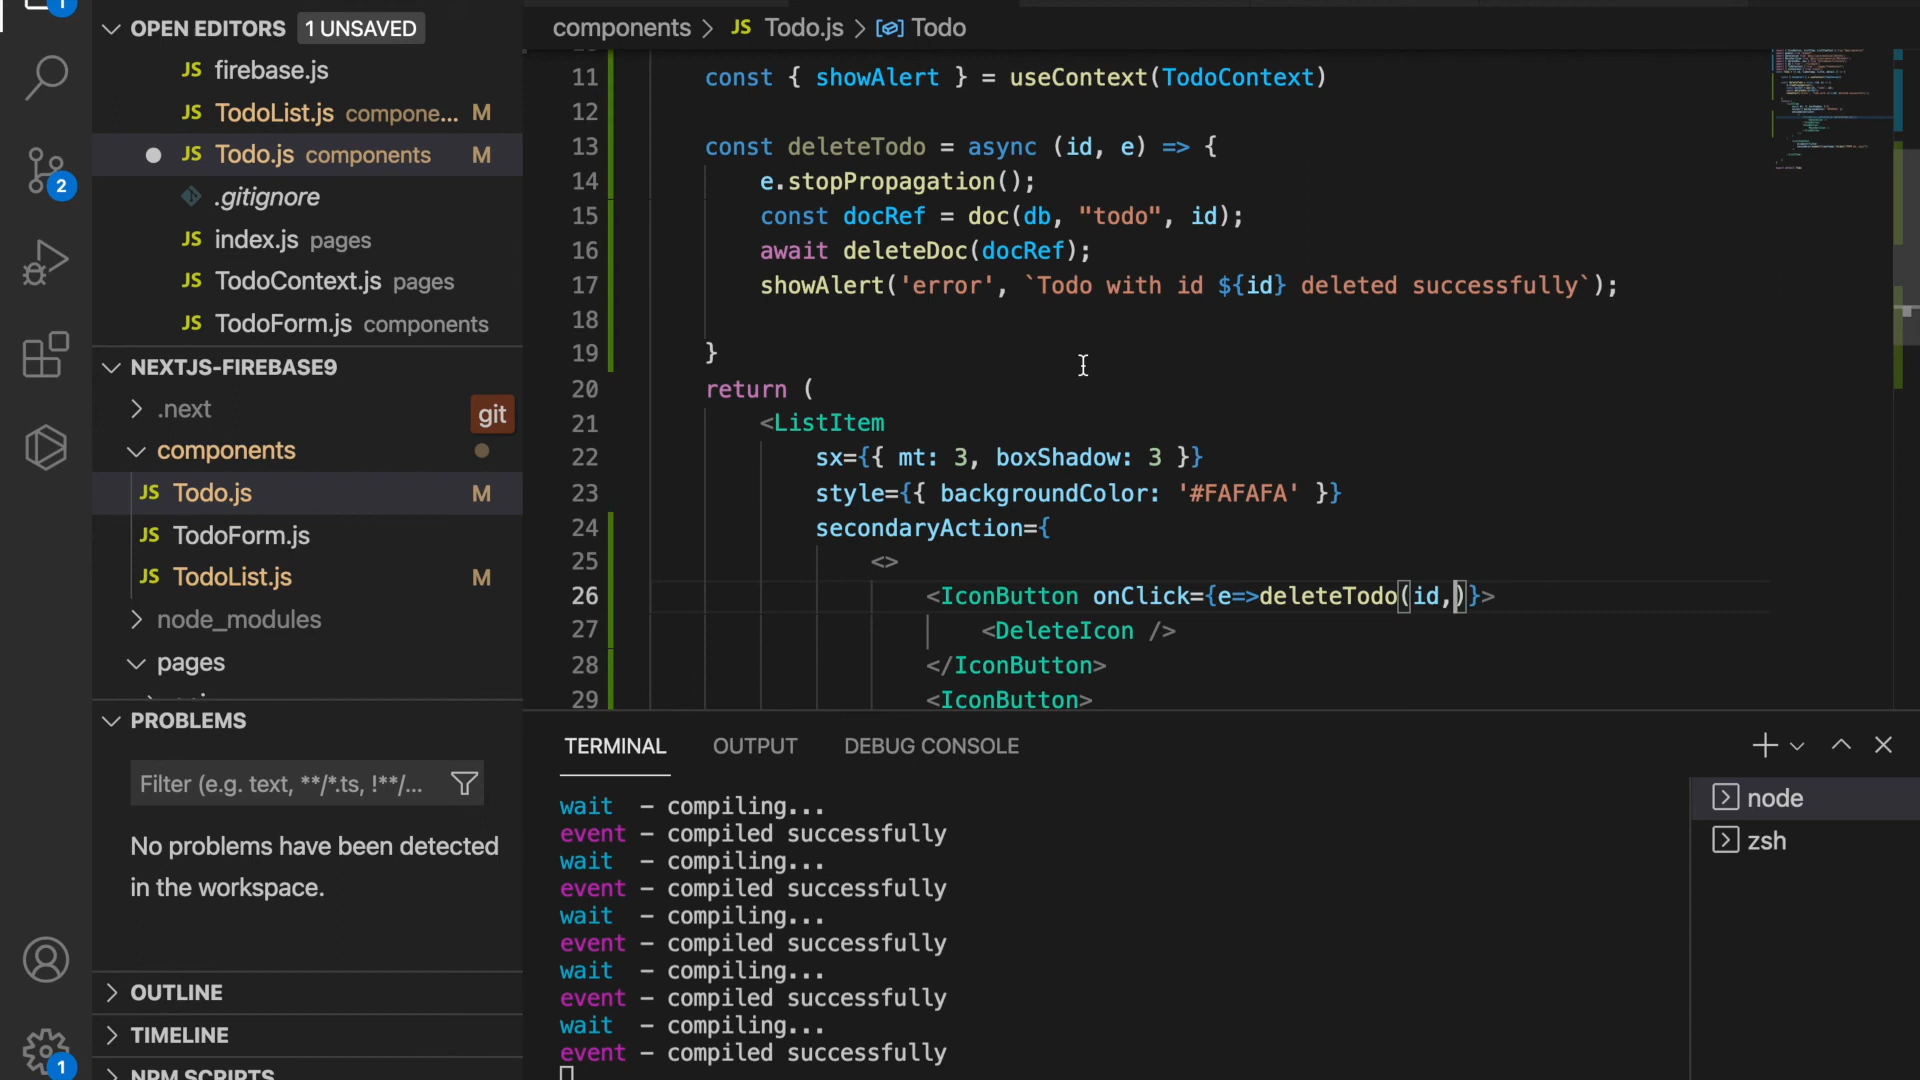 1
OPEN EDITORS 1 UNSAVED
JS firebase.js
JS TodoList.js compone... M
JS Todo.js components M
.gitignore
JS index.js pages
JS TodoContext.js pages
JS TodoForm.js components
2
NEXTJS-FIREBASE9
.next
git
components
JS Todo.js M
JS TodoForm.js
JS TodoList.js M
node_modules
pages
PROBLEMS
Filter (e.g. text, **/*.ts, !**/...
No problems have been detected
in the workspace.
OUTLINE
TIMELINE
NPM SCRIPTS
1
components > JS Todo.js > Todo
11 const { showAlert } = useContext(TodoContext)
12
13 const deleteTodo = async (id, e) => {
14 e.stopPropagation();
15 const docRef = doc(db, "todo", id);
16 await deleteDoc(docRef);
17 showAlert('error', `Todo with id ${id} deleted successfully`);
18
19 }
20 return (
21 <ListItem
22 sx={{ mt: 3, boxShadow: 3 }}
23 style={{ backgroundColor: '#FAFAFA' }}
24 secondaryAction={
25 <>
26 <IconButton onClick={e=>deleteTodo(id,)}>
27 <DeleteIcon />
28 </IconButton>
29 <IconButton>
TERMINAL OUTPUT DEBUG CONSOLE
wait - compiling...
event - compiled successfully
wait - compiling...
event - compiled successfully
wait - compiling...
event - compiled successfully
wait - compiling...
event - compiled successfully
wait - compiling...
event - compiled successfully
node
zsh